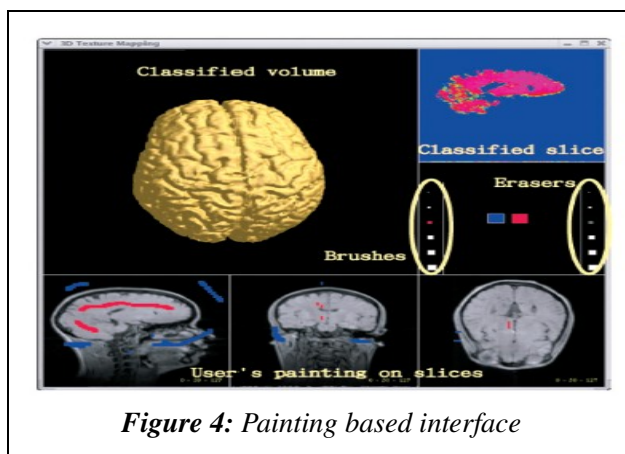 3D Texture Mapping
Classified volume
Classified slice
Erasers
Brushes
User's painting on slices
Figure 4: Painting based interface